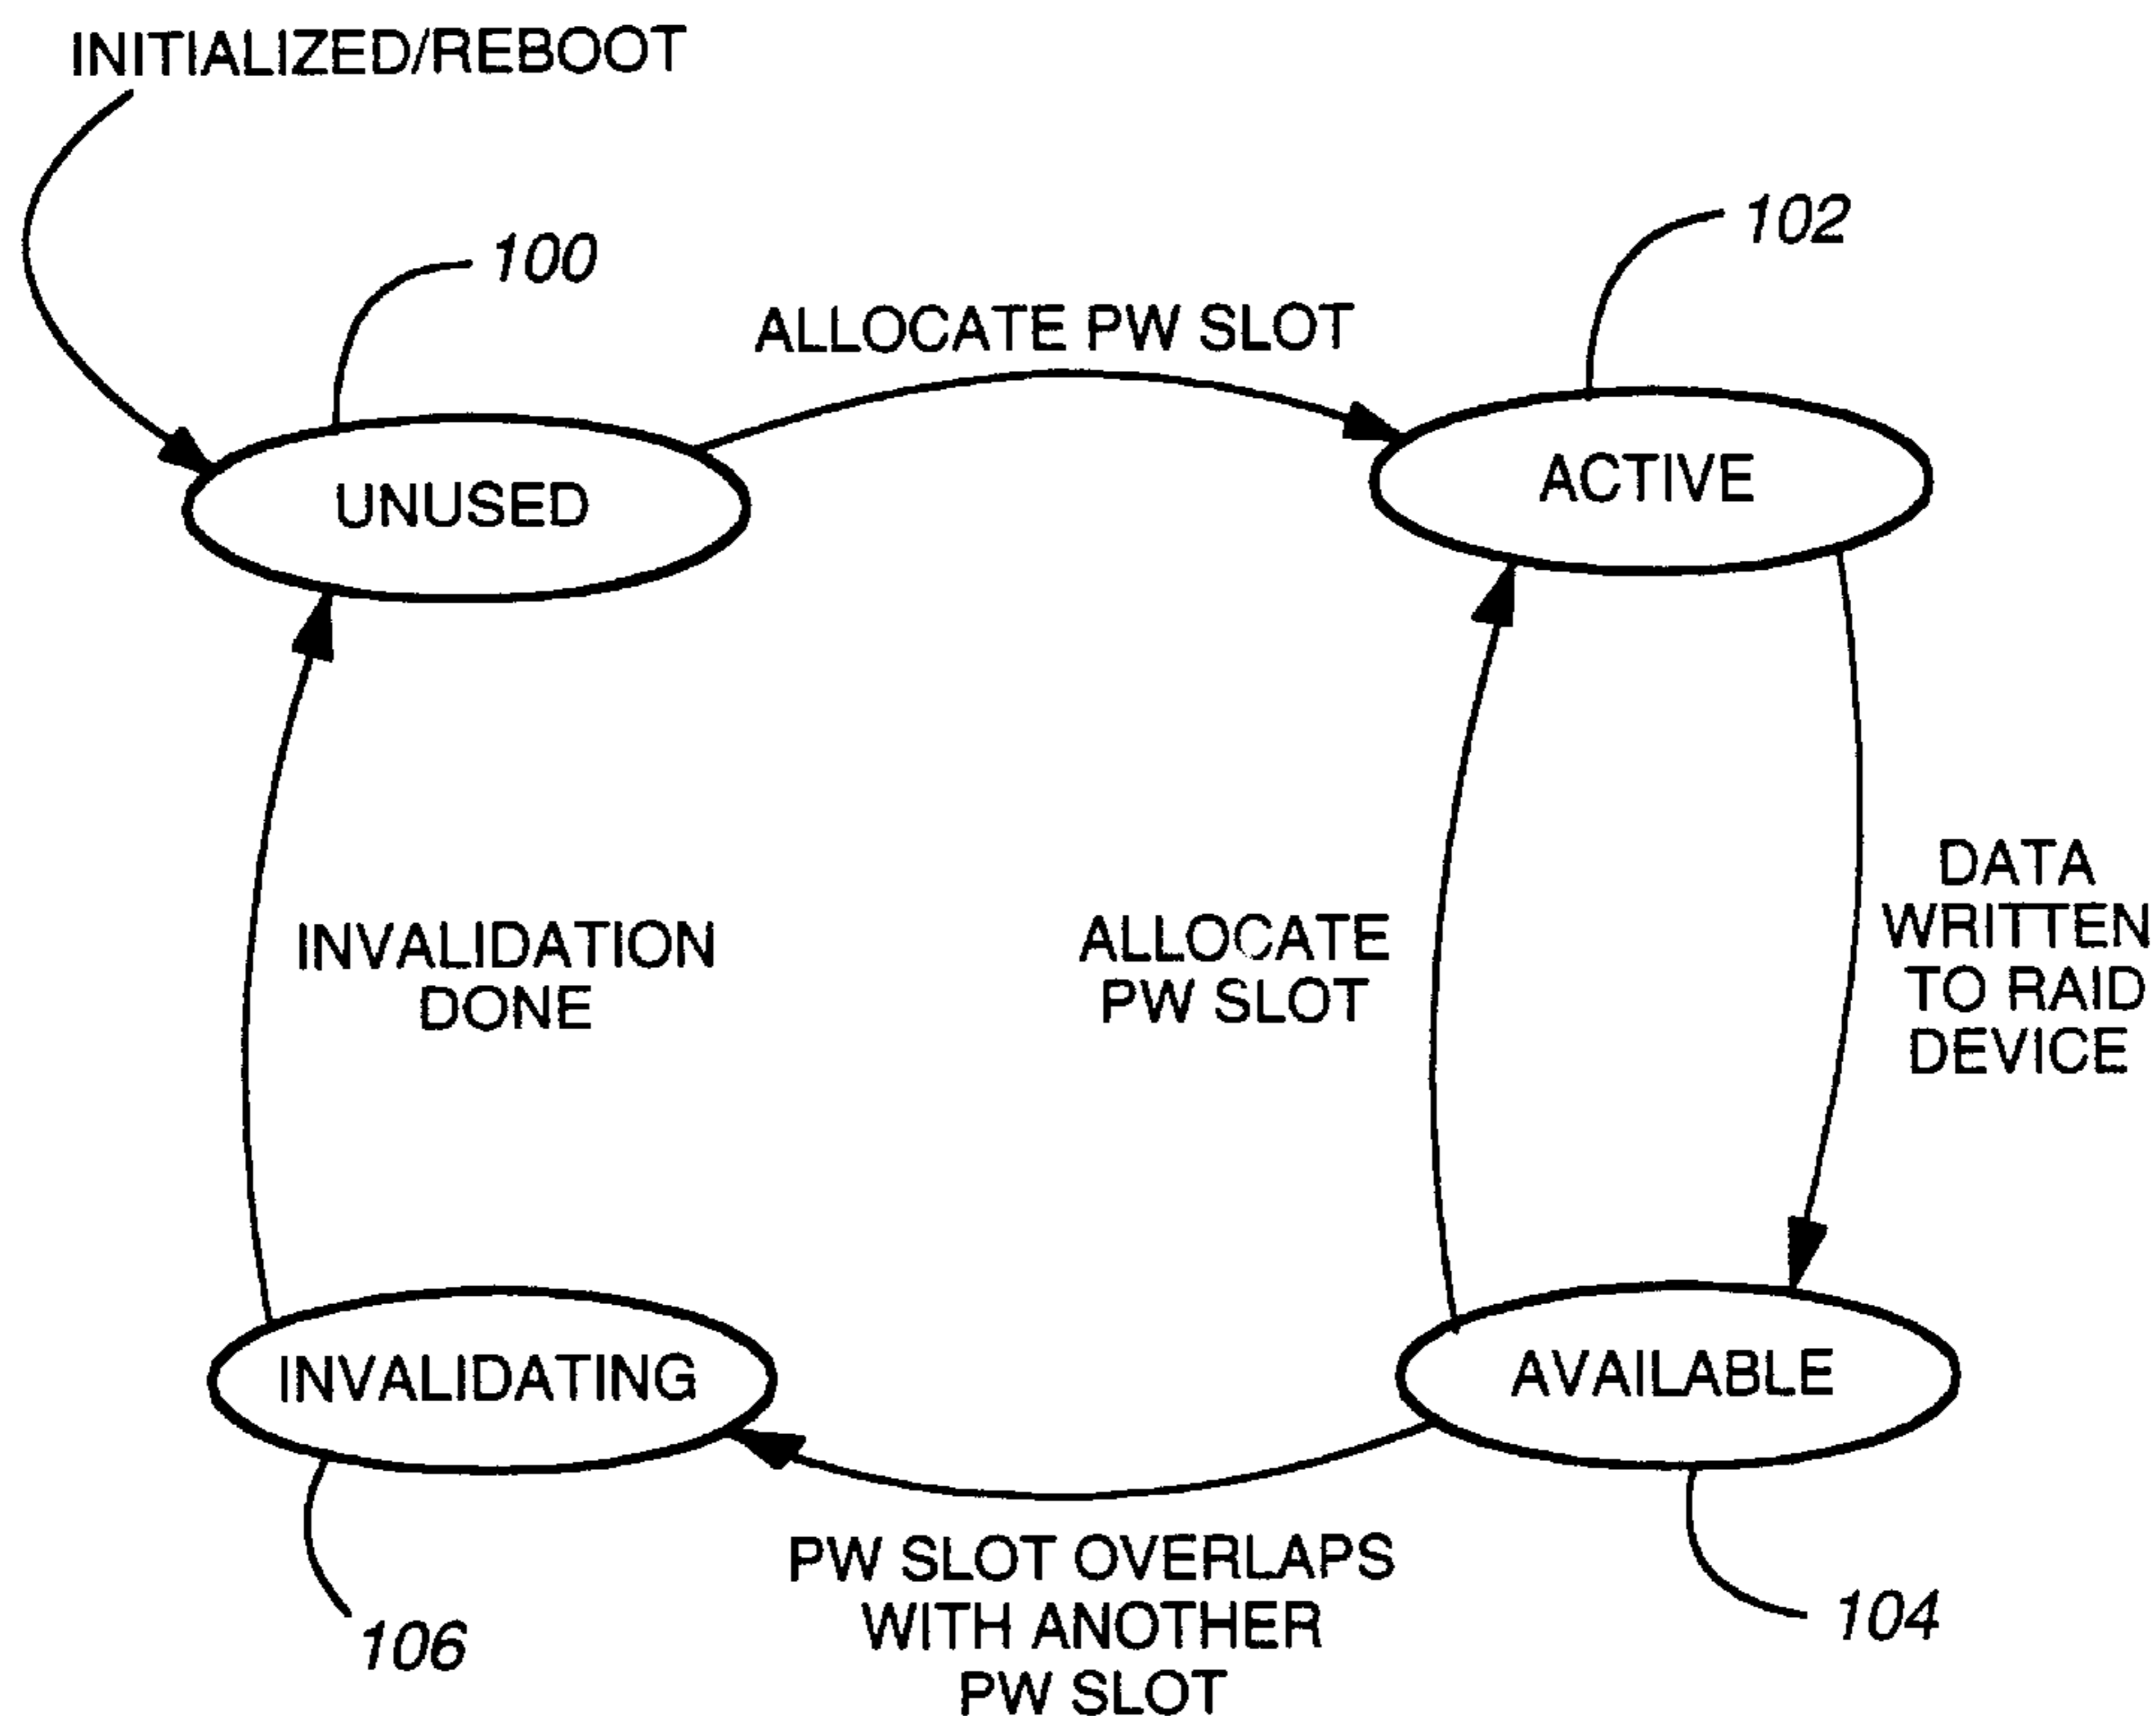 INITIALIZED/REBOOT
100
102
ALLOCATE PW SLOT
UNUSED
ACTIVE
INVALIDATION
DONE
ALLOCATE
PW SLOT
DATA
WRITTEN
TO RAID
DEVICE
INVALIDATING
AVAILABLE
PW SLOT OVERLAPS
WITH ANOTHER
PW SLOT
106
104